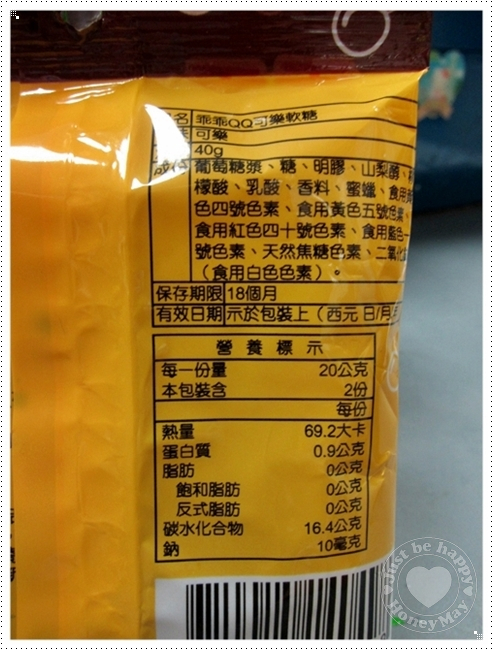 名 乖乖QQ可樂軟糖
味 可樂
40g
成份 葡萄糖漿、糖、明膠、山梨醇、
檬酸、乳酸、香料、蜜蠟、食用黃
色四號色素、食用黃色五號色素、
食用紅色四十號色素、食用藍色一
號色素、天然焦糖色素、二氧化
（食用白色色素）。
保存期限 18個月
有效日期 示於包裝上（西元 日/月/
營養標示
每一份量 20公克
本包裝含 2份
每份
熱量 69.2大卡
蛋白質 0.9公克
脂肪 0公克
飽和脂肪 0公克
反式脂肪 0公克
碳水化合物 16.4公克
鈉 10毫克
Just be happy
HoneyMay